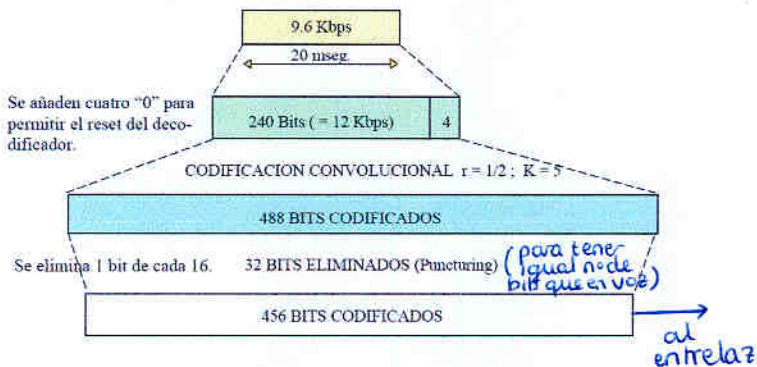 9.6 Kbps
20 mseg.
Se añaden cuatro “0” para
permitir el reset del deco-
dificador.
240 Bits ( = 12 Kbps)
4
CODIFICACION CONVOLUCIONAL r = 1/2 ; K = 5
488 BITS CODIFICADOS
Se elimina 1 bit de cada 16.
32 BITS ELIMINADOS (Puncturing)
(para tener
igual nº de
bits que en voz)
456 BITS CODIFICADOS
al
entrelaz